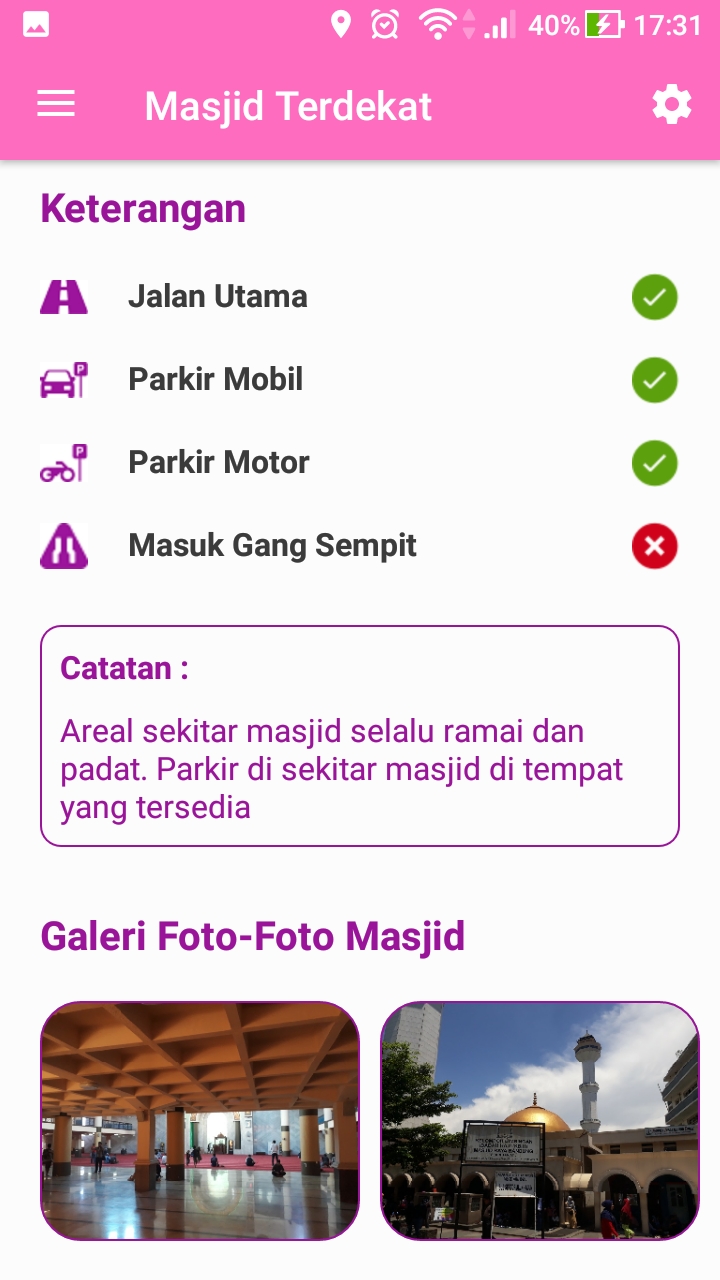 40% 17:31
Masjid Terdekat
Keterangan
Jalan Utama
P
Parkir Mobil
P
Parkir Motor
Masuk Gang Sempit
Catatan :
Areal sekitar masjid selalu ramai dan
padat. Parkir di sekitar masjid di tempat
yang tersedia
Galeri Foto-Foto Masjid